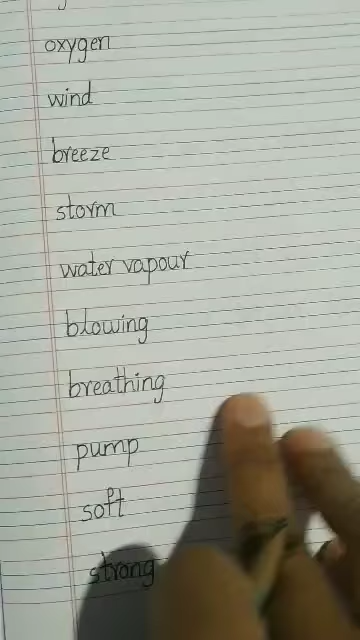 oxygen
wind
breeze
storm
water vapour
blowing
breathing
pump
soft
strong